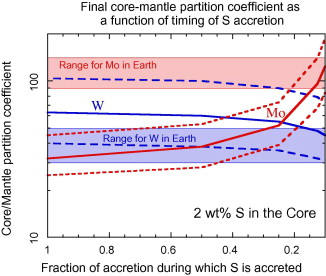 Final core-mantle partition coefficient as
a function of timing of S accretion
Core/Mantle partition coefficient
100
10
Range for Mo in Earth
W
Mo
Range for W in Earth
2 wt% S in the Core
1
0.8
0.6
0.4
0.2
Fraction of accretion during which S is accreted